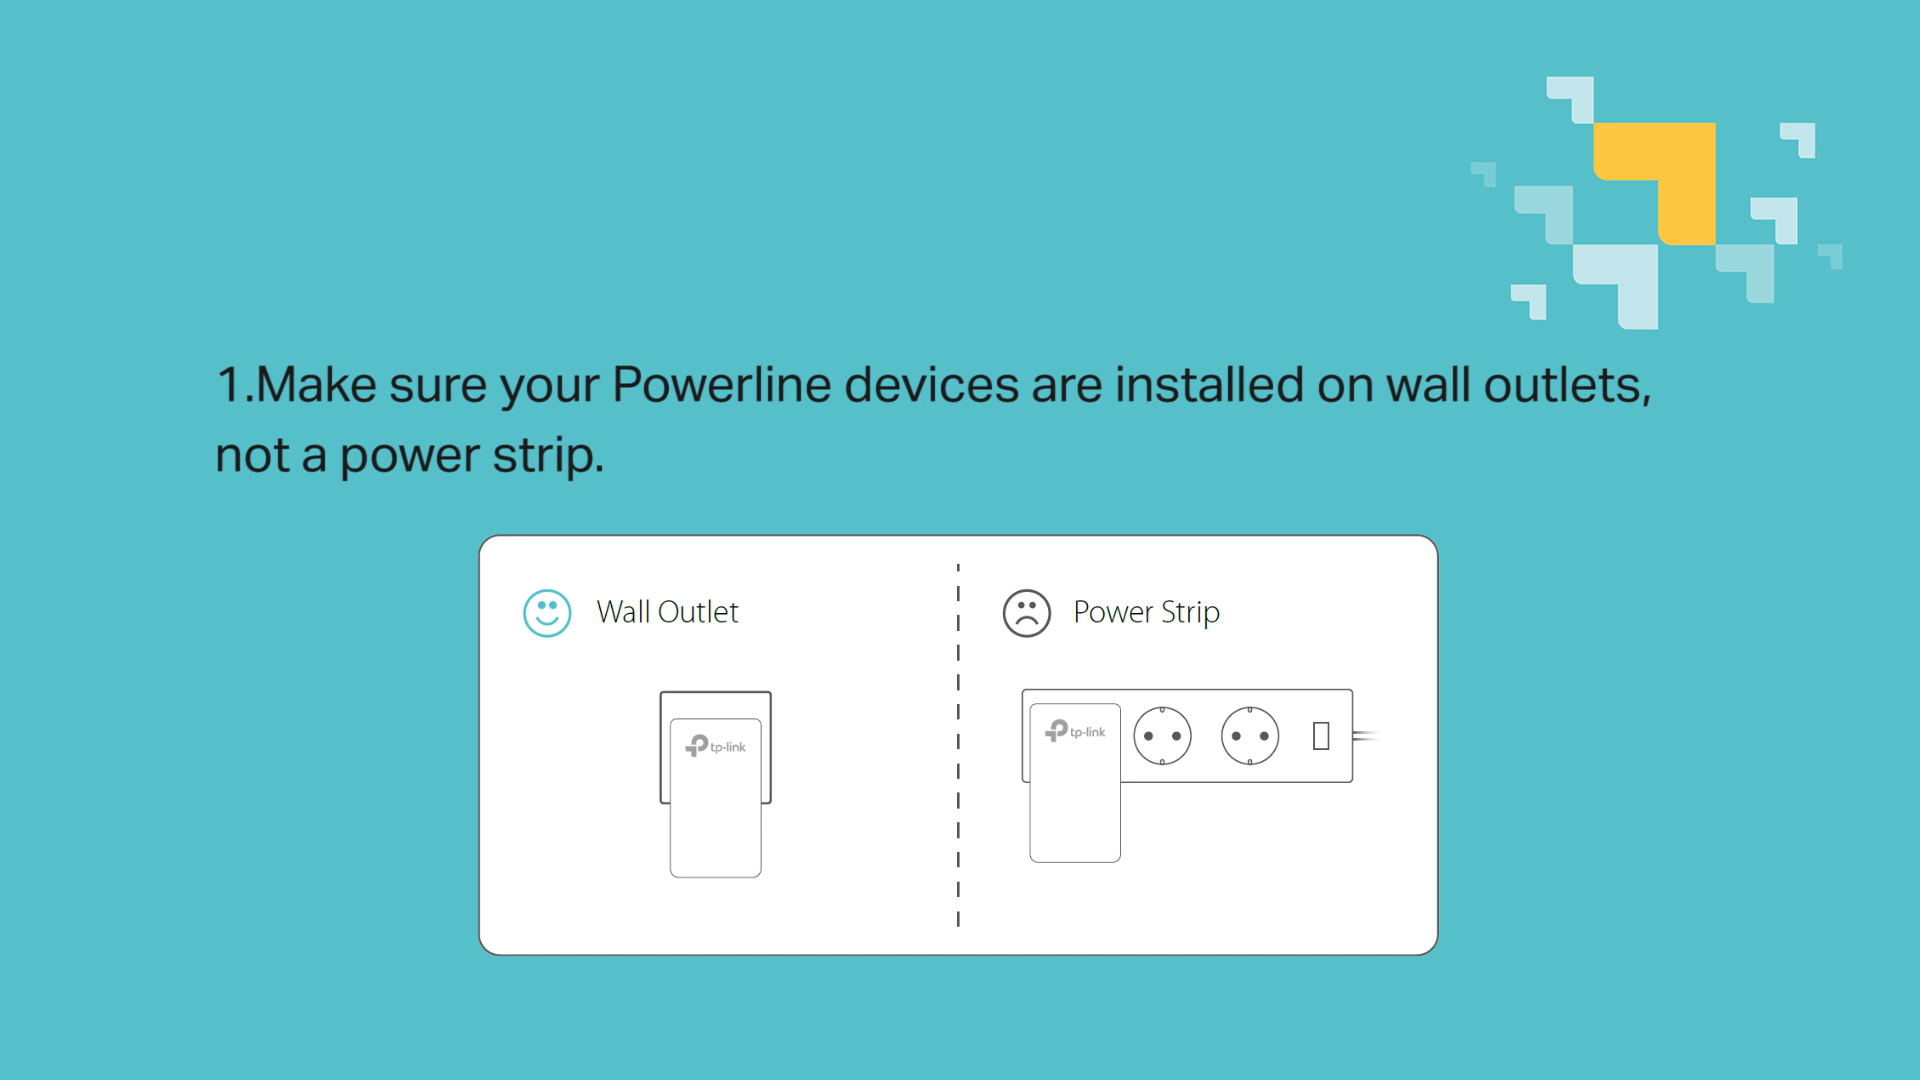 1.Make sure your Powerline devices are installed on wall outlets,
not a power strip.
Wall Outlet
Power Strip
tp-link
tp-link